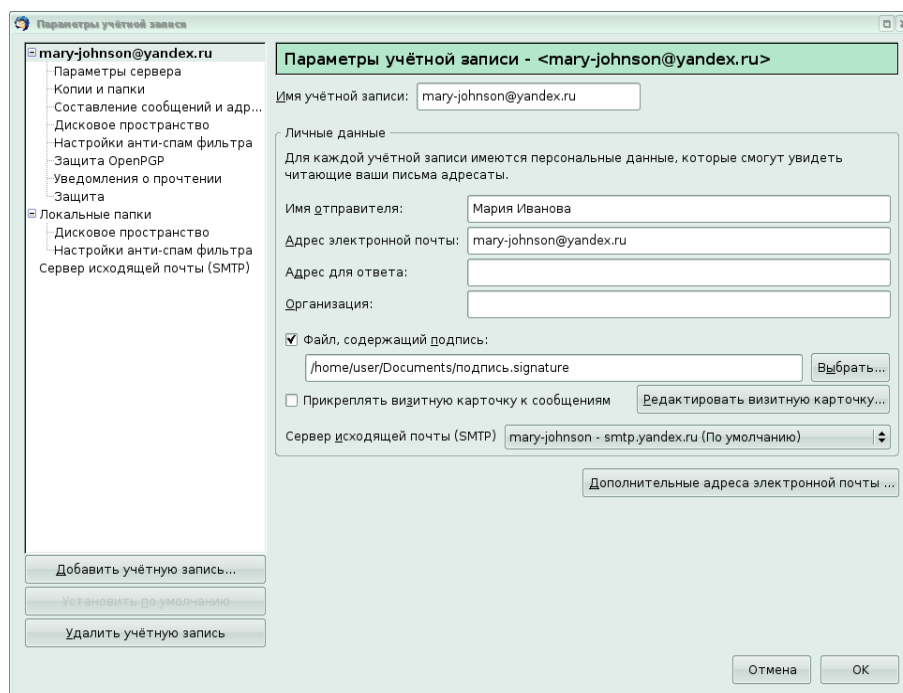 Параметры учётной записи
mary-johnson@yandex.ru
Параметры сервера
Копии и папки
Составление сообщений и адр...
Дисковое пространство
Настройки анти-спам фильтра
Защита OpenPGP
Уведомления о прочтении
Защита
Локальные папки
Дисковое пространство
Настройки анти-спам фильтра
Сервер исходящей почты (SMTP)
Добавить учётную запись...
Установить по умолчанию
Удалить учётную запись
Параметры учётной записи - <mary-johnson@yandex.ru>
Имя учётной записи: mary-johnson@yandex.ru
Личные данные
Для каждой учётной записи имеются персональные данные, которые смогут увидеть
читающие ваши письма адресаты.
Имя отправителя: Мария Иванова
Адрес электронной почты: mary-johnson@yandex.ru
Адрес для ответа:
Организация:
Файл, содержащий подпись:
/home/user/Documents/подпись.signature Выбрать...
Прикреплять визитную карточку к сообщениям Редактировать визитную карточку...
Сервер исходящей почты (SMTP) mary-johnson - smtp.yandex.ru (По умолчанию)
Дополнительные адреса электронной почты ...
Отмена OK